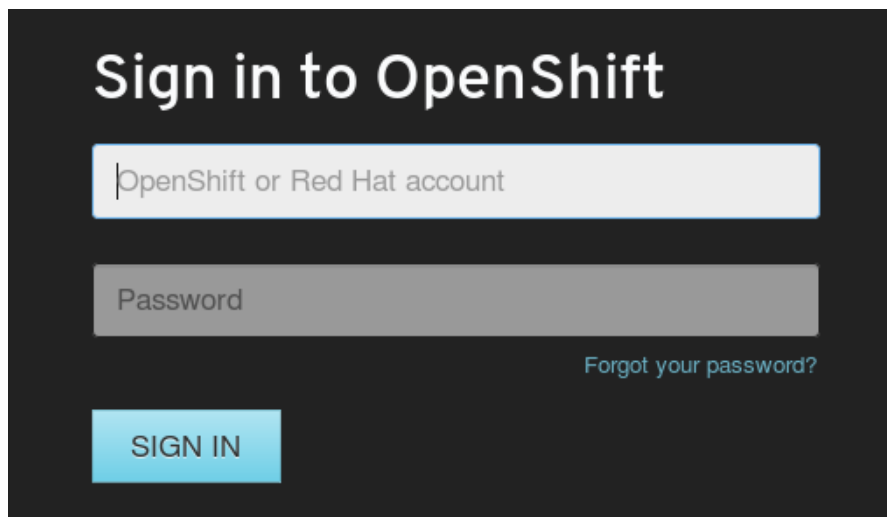 Sign in to OpenShift
OpenShift or Red Hat account
Password
Forgot your password?
SIGN IN